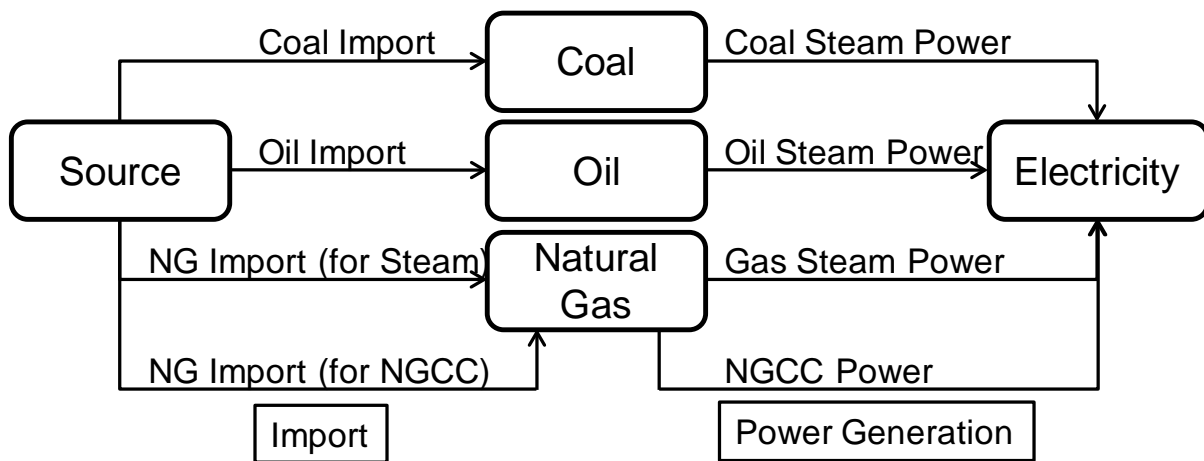 Coal Import
Coal
Coal Steam Power
Source
Oil Import
Oil
Oil Steam Power
Electricity
NG Import (for Steam)
Natural
Gas
Gas Steam Power
NG Import (for NGCC)
NGCC Power
Import
Power Generation